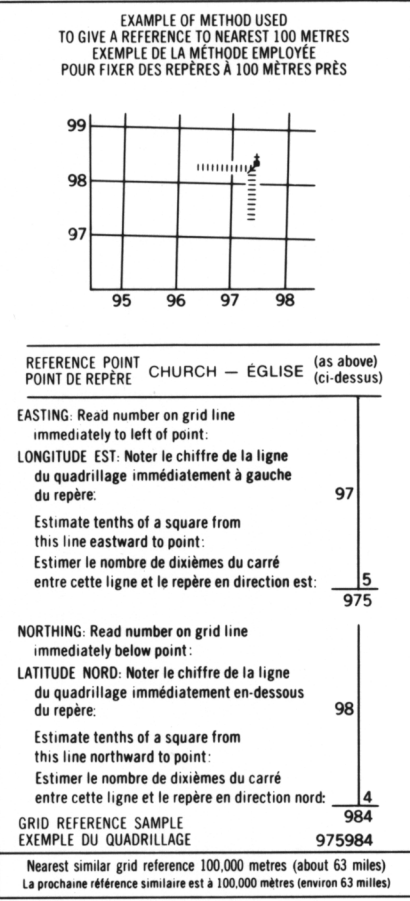 EXAMPLE OF METHOD USED
TO GIVE A REFERENCE TO NEAREST 100 METRES
EXEMPLE DE LA MÉTHODE EMPLOYÉE
POUR FIXER DES REPÈRES À 100 MÈTRES PRÈS
99
98
97
95 96 97 98
REFERENCE POINT CHURCH — ÉGLISE (as above)
POINT DE REPÈRE (ci-dessus)
EASTING: Read number on grid line
immediately to left of point:
LONGITUDE EST: Noter le chiffre de la ligne
du quadrillage immédiatement à gauche
du repère: 97
Estimate tenths of a square from
this line eastward to point:
Estimer le nombre de dixièmes du carré
entre cette ligne et le repère en direction est: 5
975
NORTHING: Read number on grid line
immediately below point:
LATITUDE NORD: Noter le chiffre de la ligne
du quadrillage immédiatement en-dessous
du repère: 98
Estimate tenths of a square from
this line northward to point:
Estimer le nombre de dixièmes du carré
entre cette ligne et le repère en direction nord: 4
GRID REFERENCE SAMPLE 984
EXEMPLE DU QUADRILLAGE 975984
Nearest similar grid reference 100,000 metres (about 63 miles)
La prochaine référence similaire est à 100,000 mètres (environ 63 milles)